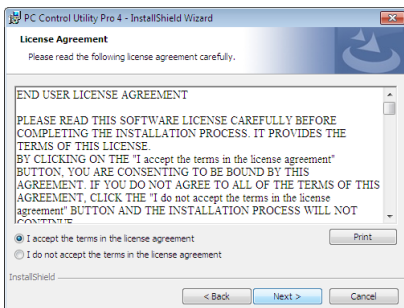 PC Control Utility Pro 4 - InstallShield Wizard
License Agreement
Please read the following license agreement carefully.
END USER LICENSE AGREEMENT
PLEASE READ THIS SOFTWARE LICENSE CAREFULLY BEFORE
COMPLETING THE INSTALLATION PROCESS. IT PROVIDES THE
TERMS OF THIS LICENSE.
BY CLICKING ON THE "I accept the terms in the license agreement"
BUTTON, YOU ARE CONSENTING TO BE BOUND BY THIS
AGREEMENT. IF YOU DO NOT AGREE TO ALL OF THE TERMS OF THIS
AGREEMENT, CLICK THE "I do not accept the terms in the license
agreement" BUTTON AND THE INSTALLATION PROCESS WILL NOT
CONTINUE
I accept the terms in the license agreement
Print
I do not accept the terms in the license agreement
InstallShield
< Back
Next >
Cancel